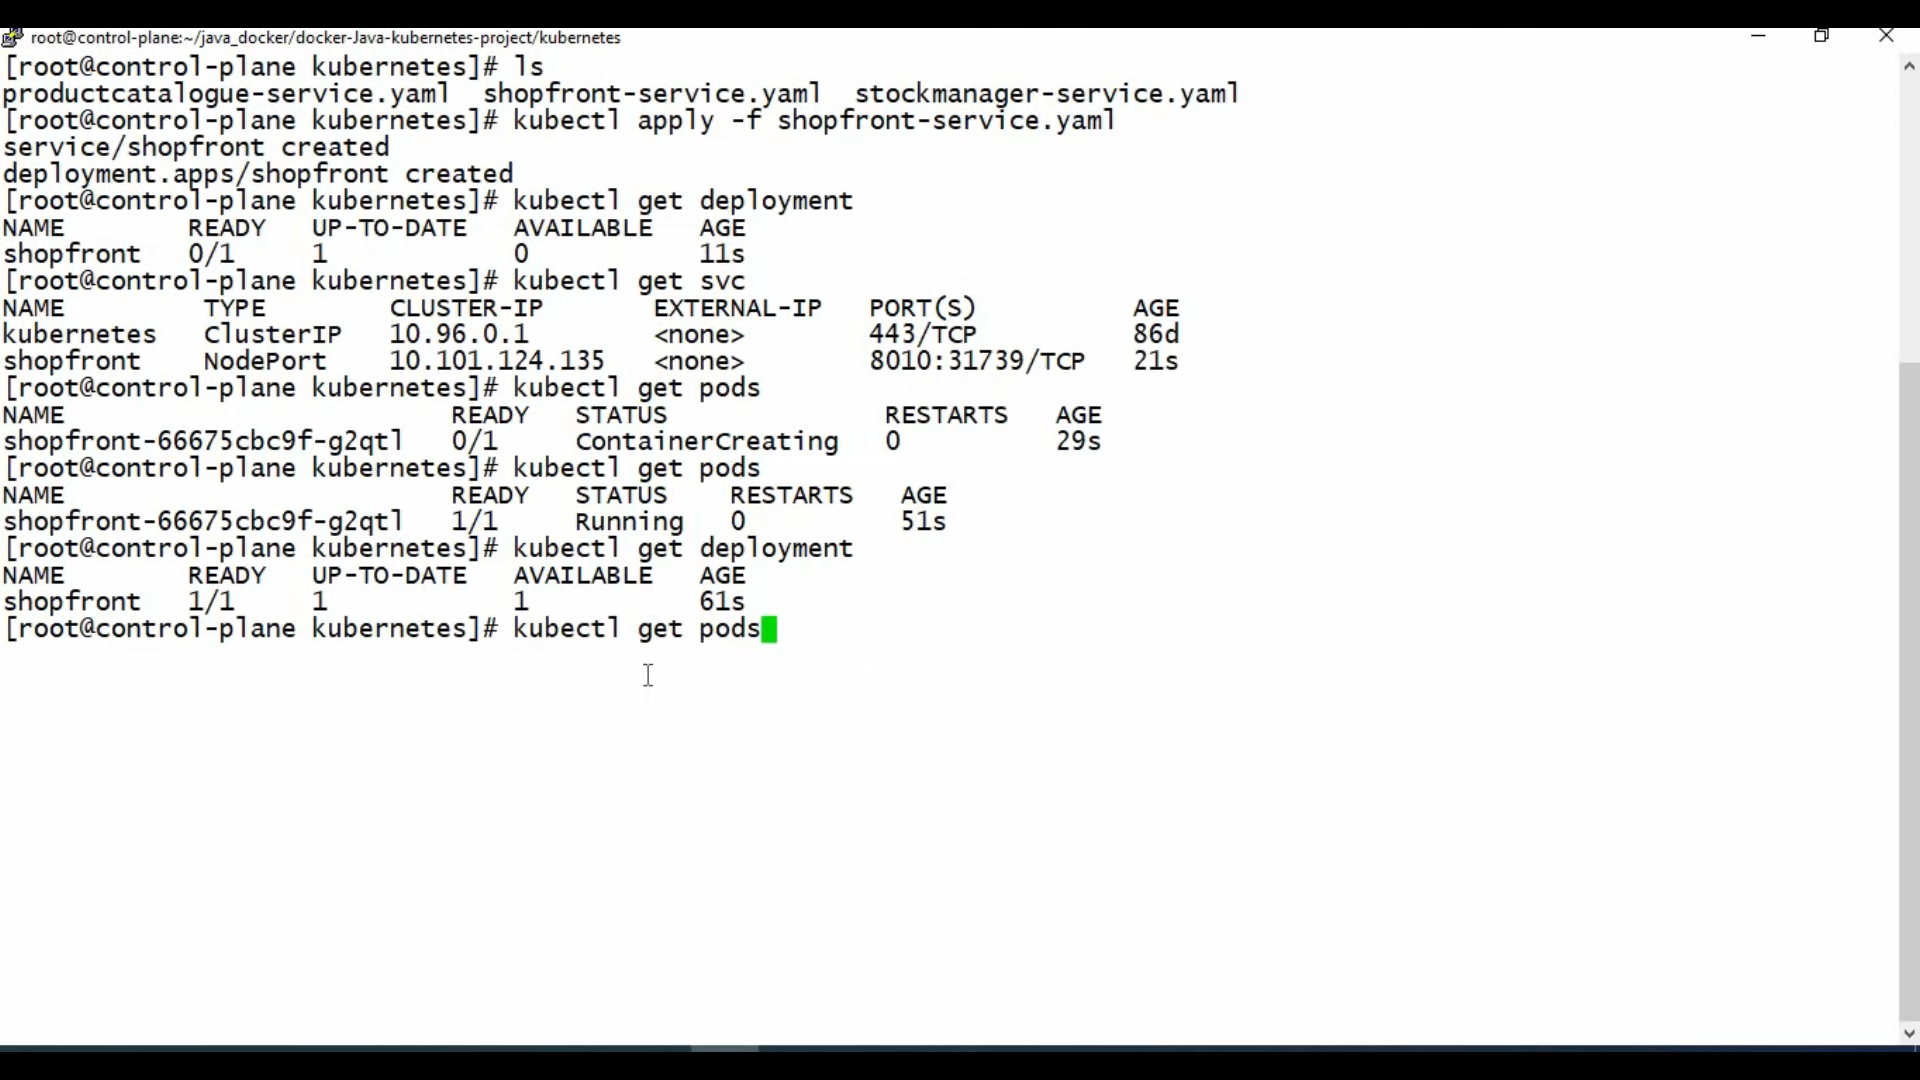 root@control-plane:~/java_docker/docker-Java-kubernetes-project/kubernetes
[root@control-plane kubernetes]# ls
productcatalogue-service.yaml  shopfront-service.yaml  stockmanager-service.yaml
[root@control-plane kubernetes]# kubectl apply -f shopfront-service.yaml
service/shopfront created
deployment.apps/shopfront created
[root@control-plane kubernetes]# kubectl get deployment
NAME        READY   UP-TO-DATE   AVAILABLE   AGE
shopfront   0/1     1            0           11s
[root@control-plane kubernetes]# kubectl get svc
NAME         TYPE        CLUSTER-IP       EXTERNAL-IP   PORT(S)          AGE
kubernetes   ClusterIP   10.96.0.1        <none>        443/TCP          86d
shopfront    NodePort    10.101.124.135   <none>        8010:31739/TCP   21s
[root@control-plane kubernetes]# kubectl get pods
NAME                         READY   STATUS              RESTARTS   AGE
shopfront-66675cbc9f-g2qtl   0/1     ContainerCreating   0          29s
[root@control-plane kubernetes]# kubectl get pods
NAME                         READY   STATUS    RESTARTS   AGE
shopfront-66675cbc9f-g2qtl   1/1     Running   0          51s
[root@control-plane kubernetes]# kubectl get deployment
NAME        READY   UP-TO-DATE   AVAILABLE   AGE
shopfront   1/1     1            1           61s
[root@control-plane kubernetes]# kubectl get pods